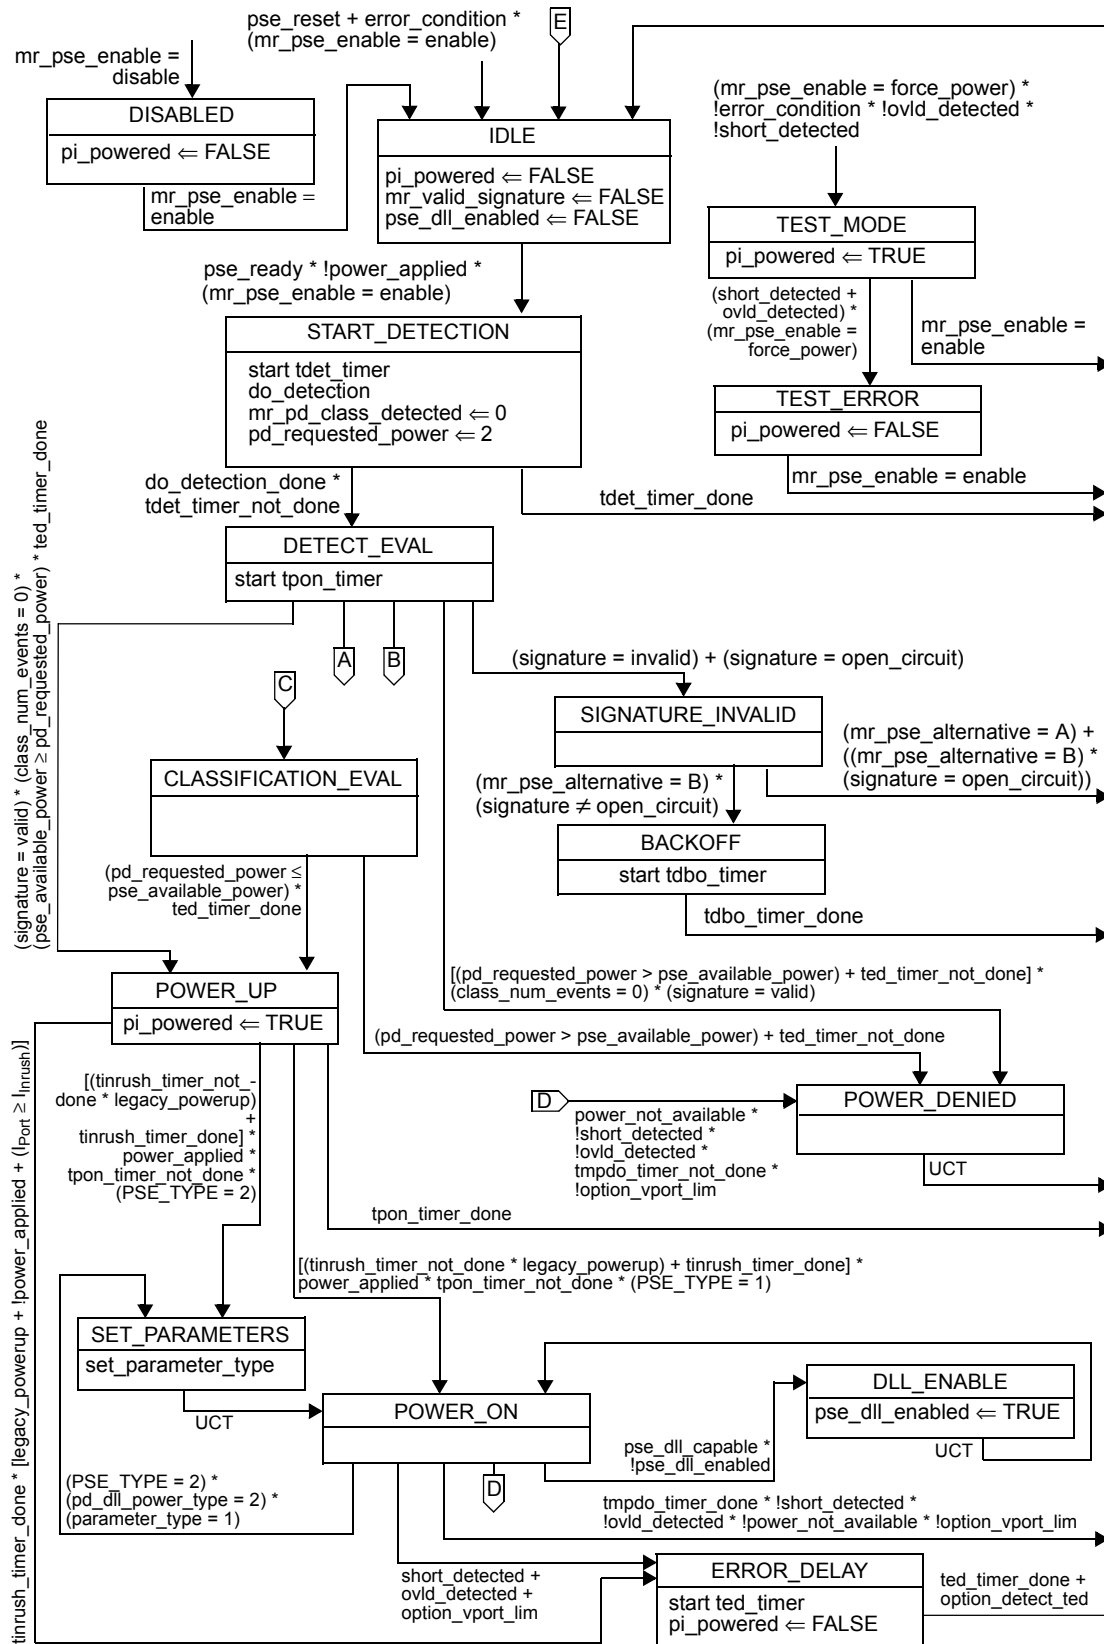 pse_reset + error_condition *
(mr_pse_enable = enable)
E
mr_pse_enable =
disable
DISABLED
pi_powered ⇐ FALSE
mr_pse_enable =
enable
IDLE
pi_powered ⇐ FALSE
mr_valid_signature ⇐ FALSE
pse_dll_enabled ⇐ FALSE
(mr_pse_enable = force_power) *
!error_condition * !ovld_detected *
!short_detected
TEST_MODE
pi_powered ⇐ TRUE
(short_detected +
ovld_detected) *
(mr_pse_enable =
force_power)
mr_pse_enable =
enable
TEST_ERROR
pi_powered ⇐ FALSE
mr_pse_enable = enable
pse_ready * !power_applied *
(mr_pse_enable = enable)
START_DETECTION
start tdet_timer
do_detection
mr_pd_class_detected ⇐ 0
pd_requested_power ⇐ 2
do_detection_done *
tdet_timer_not_done
tdet_timer_done
DETECT_EVAL
start tpon_timer
(signature = valid) * (class_num_events = 0) *
(pse_available_power ≥ pd_requested_power) * ted_timer_done
A
B
C
(signature = invalid) + (signature = open_circuit)
SIGNATURE_INVALID
(mr_pse_alternative = A) +
((mr_pse_alternative = B) *
(signature = open_circuit))
(mr_pse_alternative = B) *
(signature ≠ open_circuit)
BACKOFF
start tdbo_timer
tdbo_timer_done
CLASSIFICATION_EVAL
(pd_requested_power ≤
pse_available_power) *
ted_timer_done
[(pd_requested_power > pse_available_power) + ted_timer_not_done] *
(class_num_events = 0) * (signature = valid)
(pd_requested_power > pse_available_power) + ted_timer_not_done
POWER_UP
pi_powered ⇐ TRUE
D
power_not_available *
!short_detected *
!ovld_detected *
tmpdo_timer_not_done *
!option_vport_lim
POWER_DENIED
UCT
[(tinrush_timer_not_-
done * legacy_powerup)
+
tinrush_timer_done] *
power_applied *
tpon_timer_not_done *
(PSE_TYPE = 2)
tpon_timer_done
[(tinrush_timer_not_done * legacy_powerup) + tinrush_timer_done] *
power_applied * tpon_timer_not_done * (PSE_TYPE = 1)
tinrush_timer_done * [legacy_powerup + !power_applied + (IPort ≥ IInrush)]
SET_PARAMETERS
set_parameter_type
UCT
POWER_ON
DLL_ENABLE
pse_dll_enabled ⇐ TRUE
UCT
pse_dll_capable *
!pse_dll_enabled
D
(PSE_TYPE = 2) *
(pd_dll_power_type = 2) *
(parameter_type = 1)
tmpdo_timer_done * !short_detected *
!ovld_detected * !power_not_available * !option_vport_lim
short_detected +
ovld_detected +
option_vport_lim
ERROR_DELAY
start ted_timer
pi_powered ⇐ FALSE
ted_timer_done +
option_detect_ted